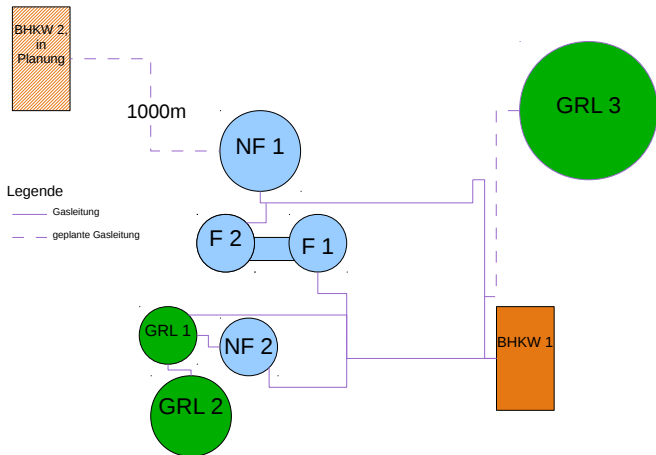 BHKW 2,
in
Planung
1000m
GRL 3
NF 1
Legende
Gasleitung
geplante Gasleitung
F 2
F 1
GRL 1
NF 2
BHKW 1
GRL 2